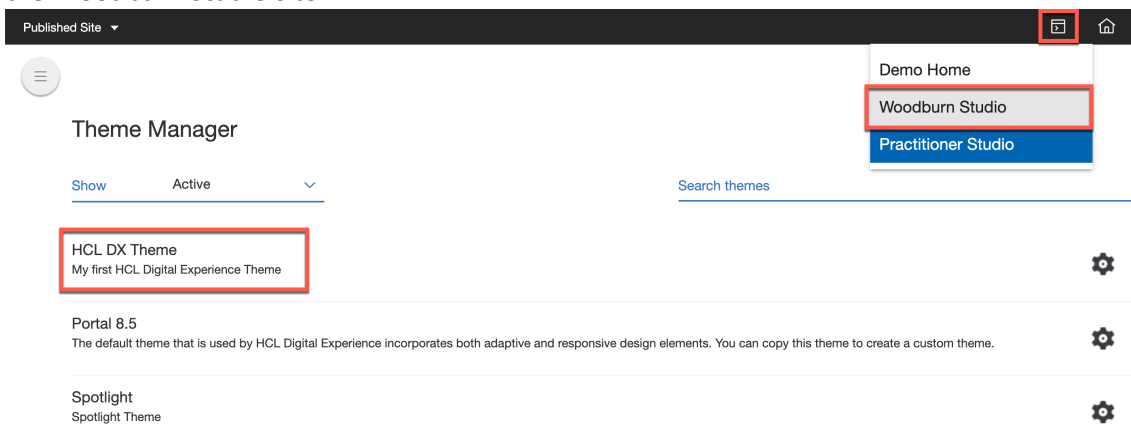 Published Site
Demo Home
Woodburn Studio
Practitioner Studio
Theme Manager
Show Active
Search themes
HCL DX Theme
My first HCL Digital Experience Theme
Portal 8.5
The default theme that is used by HCL Digital Experience incorporates both adaptive and responsive design elements. You can copy this theme to create a custom theme.
Spotlight
Spotlight Theme